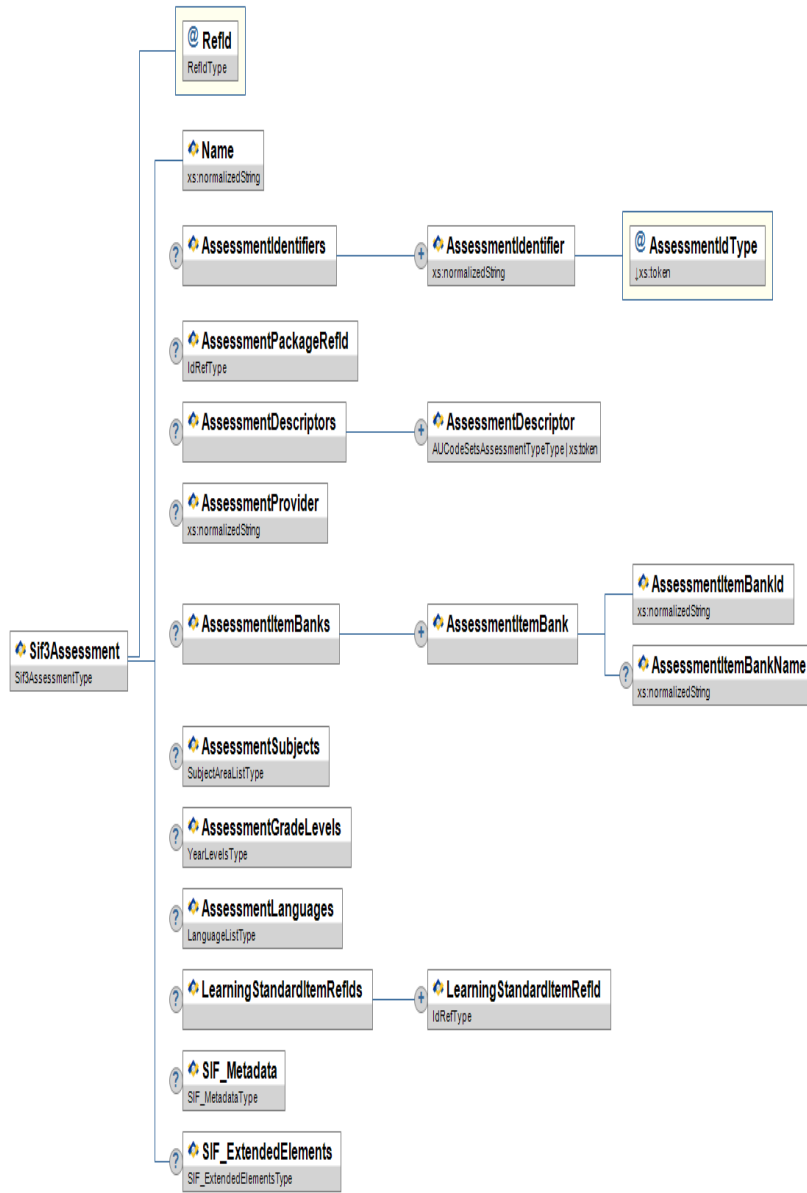 @ RefId
RefIdType
Name
xs:normalizedString
? AssessmentIdentifiers
+ AssessmentIdentifier
xs:normalizedString
@ AssessmentIdType
↓xs:token
? AssessmentPackageRefId
IdRefType
? AssessmentDescriptors
+ AssessmentDescriptor
AUCodeSetsAssessmentTypeType | xs:token
? AssessmentProvider
xs:normalizedString
Sif3Assessment
Sif3AssessmentType
? AssessmentItemBanks
+ AssessmentItemBank
AssessmentItemBankId
xs:normalizedString
? AssessmentItemBankName
xs:normalizedString
? AssessmentSubjects
SubjectAreaListType
? AssessmentGradeLevels
YearLevelsType
? AssessmentLanguages
LanguageListType
? LearningStandardItemRefIds
+ LearningStandardItemRefId
IdRefType
? SIF_Metadata
SIF_MetadataType
? SIF_ExtendedElements
SIF_ExtendedElementsType